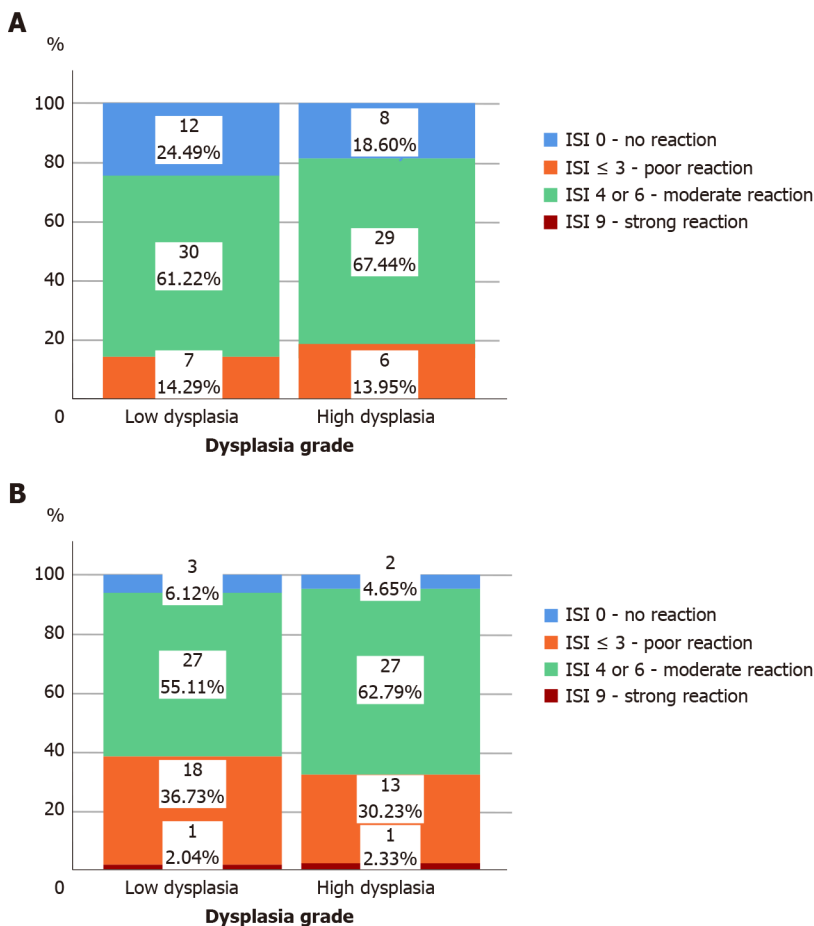 A
%
100
80
60
40
20
0
12
24.49%
30
61.22%
7
14.29%
8
18.60%
29
67.44%
6
13.95%
Low dysplasia
High dysplasia
Dysplasia grade
ISI 0 - no reaction
ISI ≤ 3 - poor reaction
ISI 4 or 6 - moderate reaction
ISI 9 - strong reaction
B
%
100
80
60
40
20
0
3
6.12%
27
55.11%
18
36.73%
1
2.04%
2
4.65%
27
62.79%
13
30.23%
1
2.33%
Low dysplasia
High dysplasia
Dysplasia grade
ISI 0 - no reaction
ISI ≤ 3 - poor reaction
ISI 4 or 6 - moderate reaction
ISI 9 - strong reaction